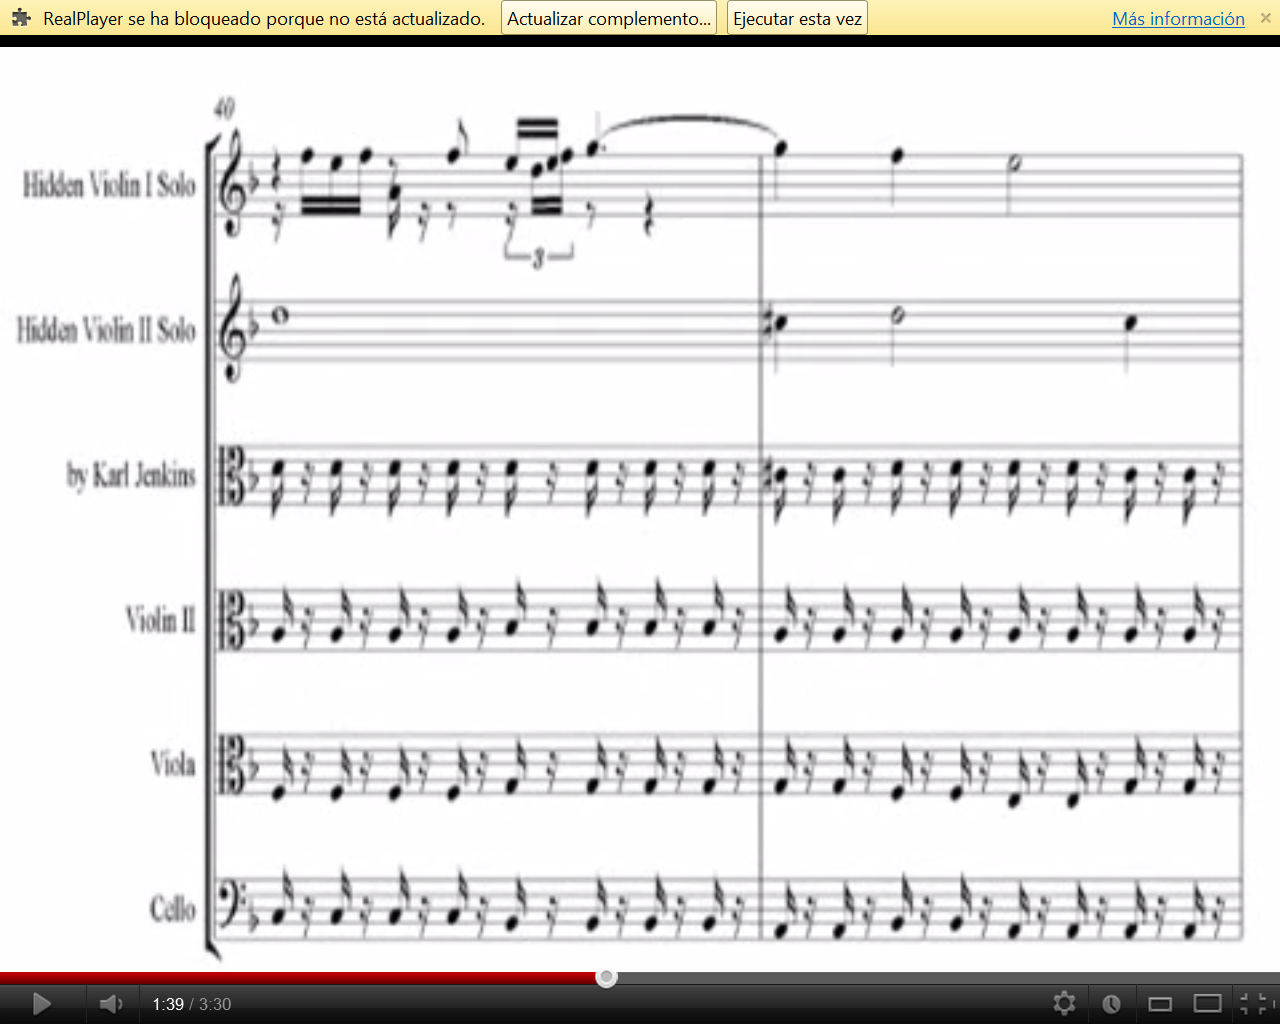 RealPlayer se ha bloqueado porque no está actualizado. Actualizar complemento... Ejecutar esta vez Más información
40
Hidden Violin I Solo
3
Hidden Violin II Solo
by Karl Jenkins
Violin II
Viola
Cello
1:39 / 3:30